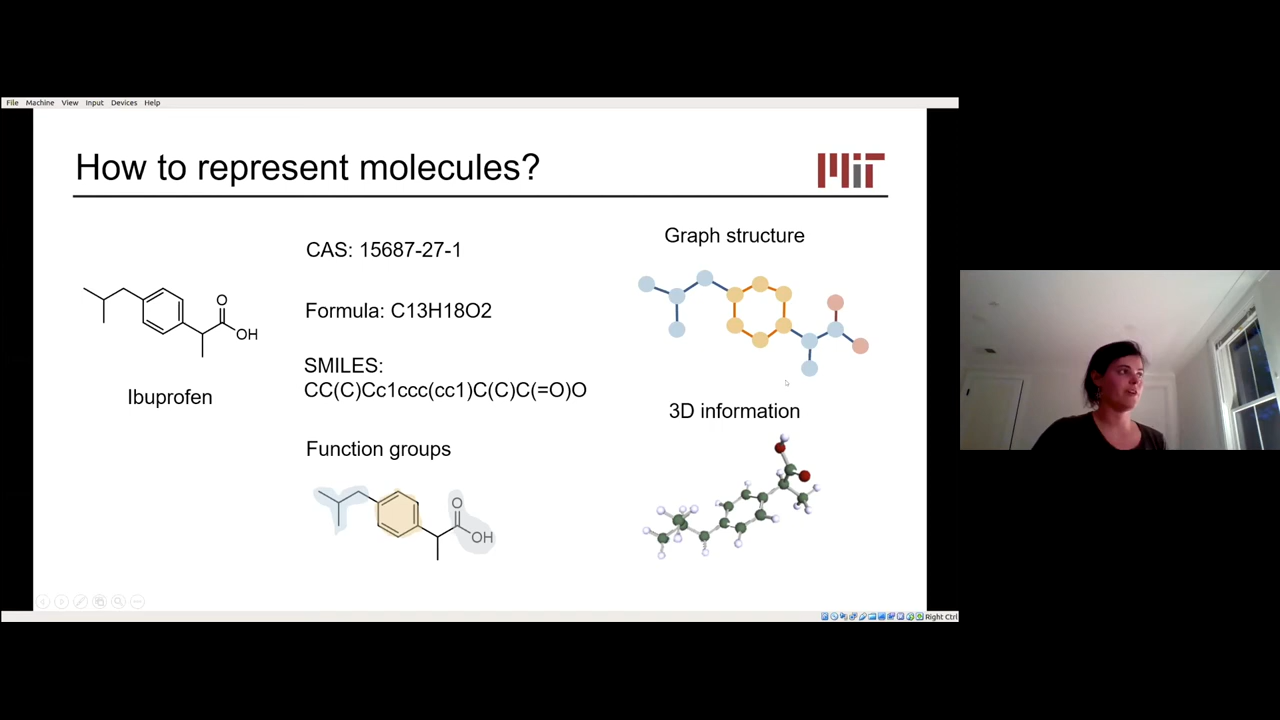 File Machine View Input Devices Help
How to represent molecules?
MIT
CAS: 15687-27-1
Formula: C13H18O2
SMILES:
CC(C)Cc1ccc(cc1)C(C)C(=O)O
Function groups
O
OH
O
OH
Ibuprofen
Graph structure
3D information
Right Ctrl